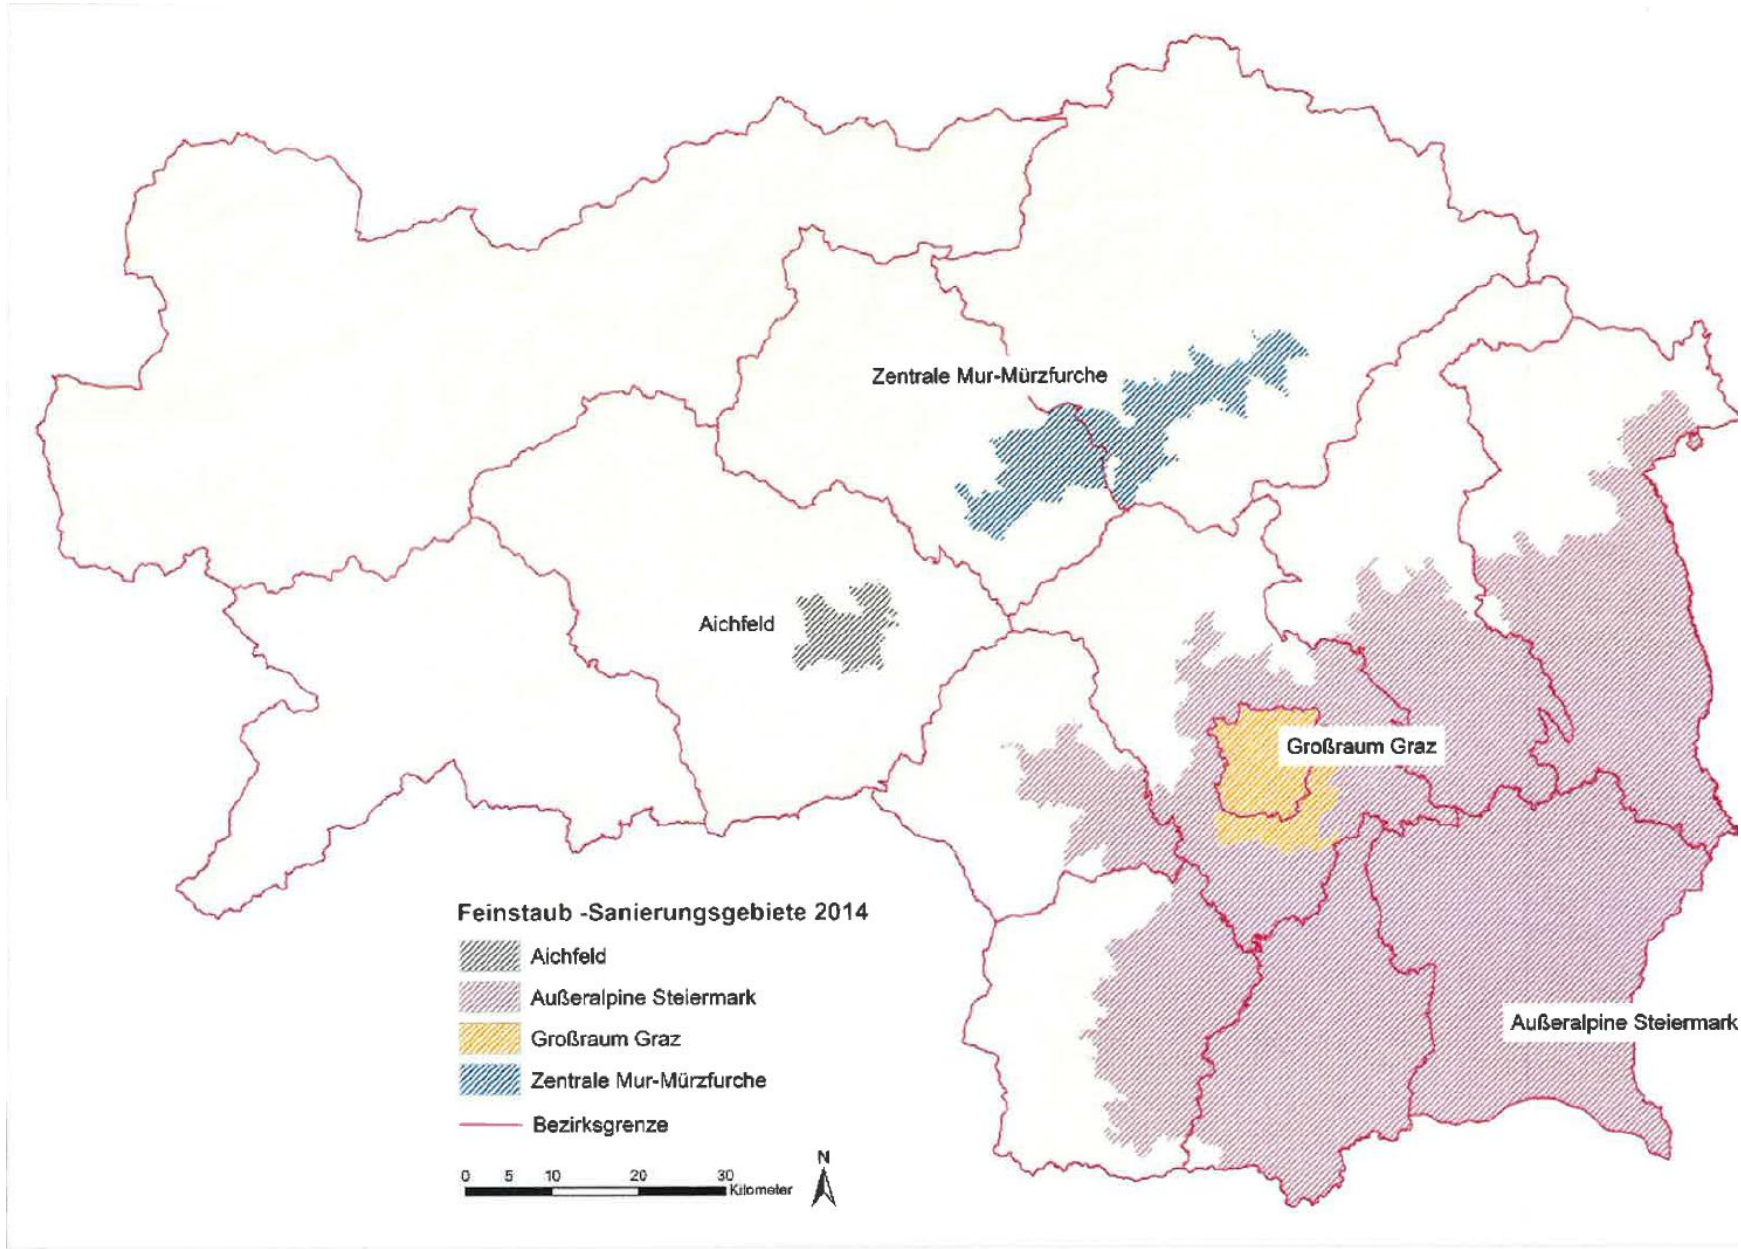 Zentrale Mur-Mürzfurche
Aichfeld
Großraum Graz
Feinstaub -Sanierungsgebiete 2014
Aichfeld
Außeralpine Steiermark
Außeralpine Steiermark
Großraum Graz
Zentrale Mur-Mürzfurche
Bezirksgrenze
N
0 5 10 20 30
Kilometer